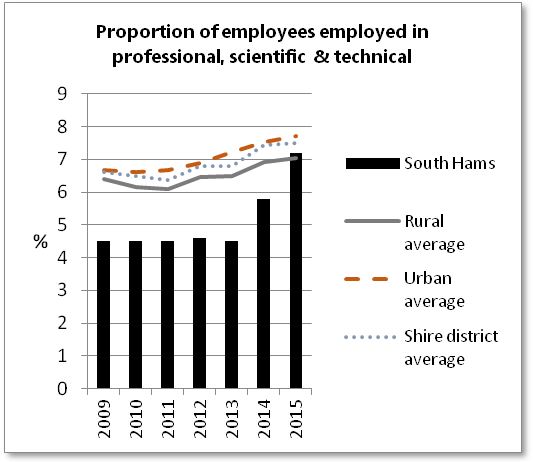 Proportion of employees employed in
professional, scientific & technical
9
8
7
6
5
4
3
2
1
0
%
2009
2010
2011
2012
2013
2014
2015
South Hams
Rural
average
Urban
average
Shire district
average